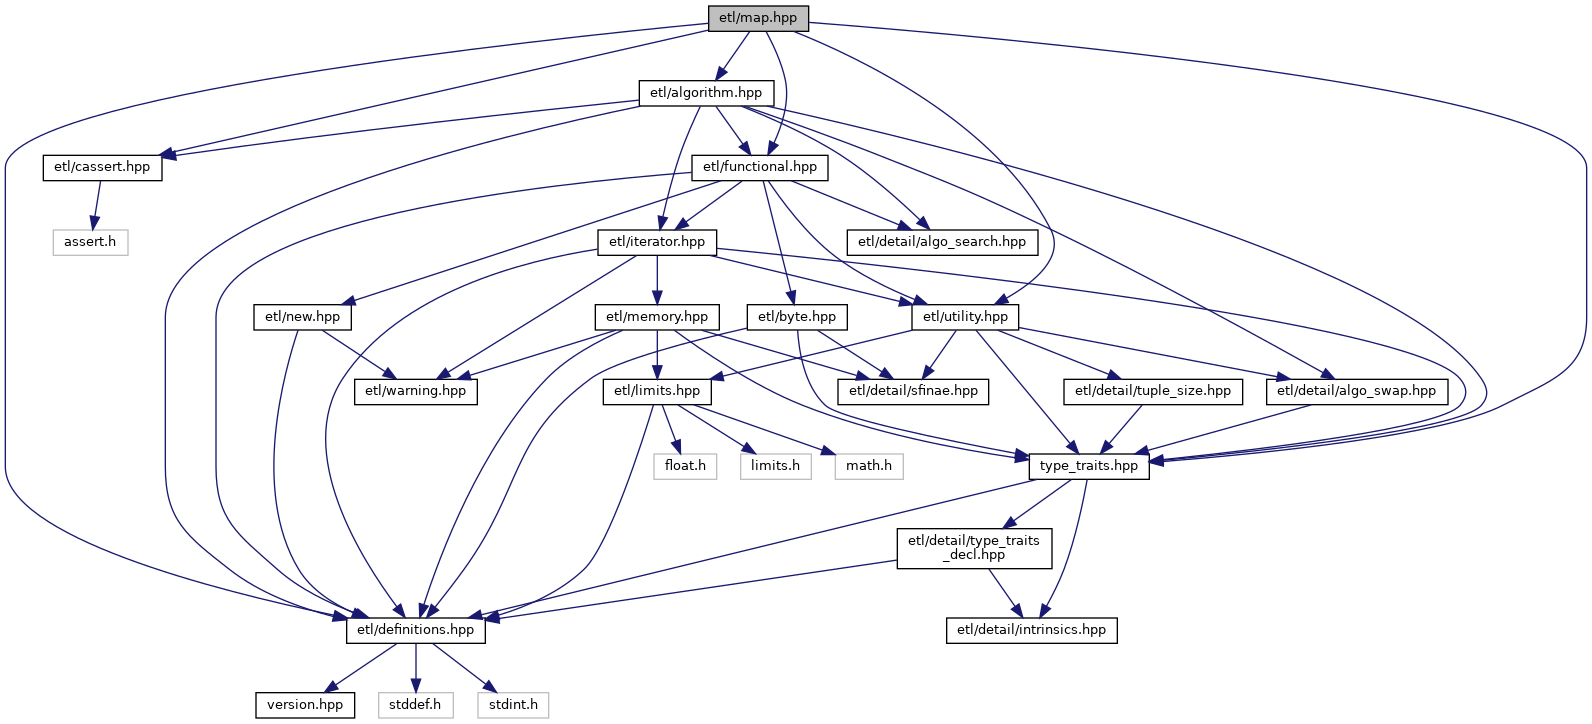 etl/map.hpp
etl/algorithm.hpp
etl/cassert.hpp
etl/functional.hpp
assert.h
etl/iterator.hpp
etl/detail/algo_search.hpp
etl/new.hpp
etl/memory.hpp
etl/byte.hpp
etl/utility.hpp
etl/warning.hpp
etl/limits.hpp
etl/detail/sfinae.hpp
etl/detail/tuple_size.hpp
etl/detail/algo_swap.hpp
float.h
limits.h
math.h
type_traits.hpp
etl/detail/type_traits
_decl.hpp
etl/definitions.hpp
etl/detail/intrinsics.hpp
version.hpp
stddef.h
stdint.h